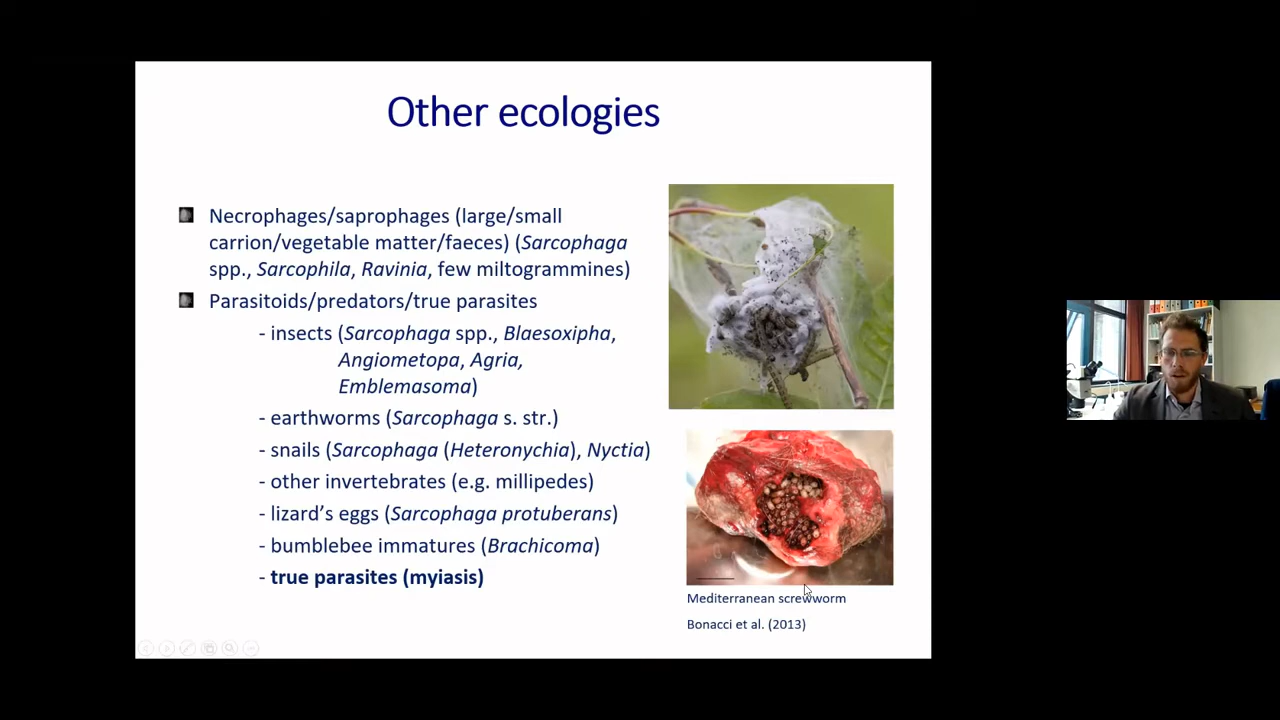 Other ecologies
Necrophages/saprophages (large/small
carrion/vegetable matter/faeces) (Sarcophaga
spp., Sarcophila, Ravinia, few miltogrammines)
Parasitoids/predators/true parasites
- insects (Sarcophaga spp., Blaesoxipha,
Angiometopa, Agria,
Emblemasoma)
- earthworms (Sarcophaga s. str.)
- snails (Sarcophaga (Heteronychia), Nyctia)
- other invertebrates (e.g. millipedes)
- lizard’s eggs (Sarcophaga protuberans)
- bumblebee immatures (Brachicoma)
- true parasites (myiasis)
Mediterranean screwworm
Bonacci et al. (2013)